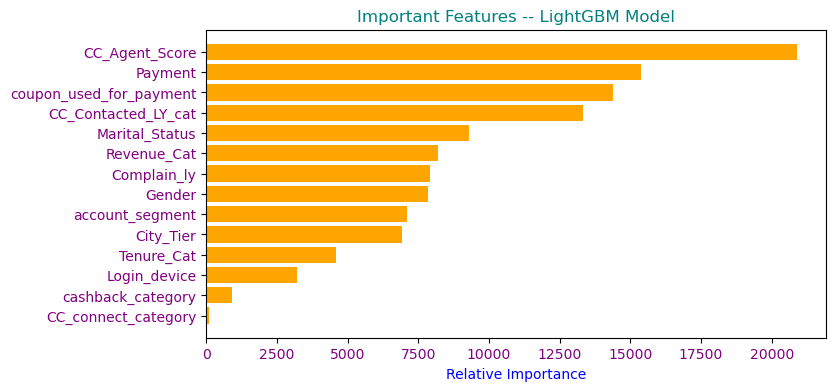 Important Features -- LightGBM Model
CC_Agent_Score
Payment
coupon_used_for_payment
CC_Contacted_LY_cat
Marital_Status
Revenue_Cat
Complain_ly
Gender
account_segment
City_Tier
Tenure_Cat
Login_device
cashback_category
CC_connect_category
0 2500 5000 7500 10000 12500 15000 17500 20000
Relative Importance